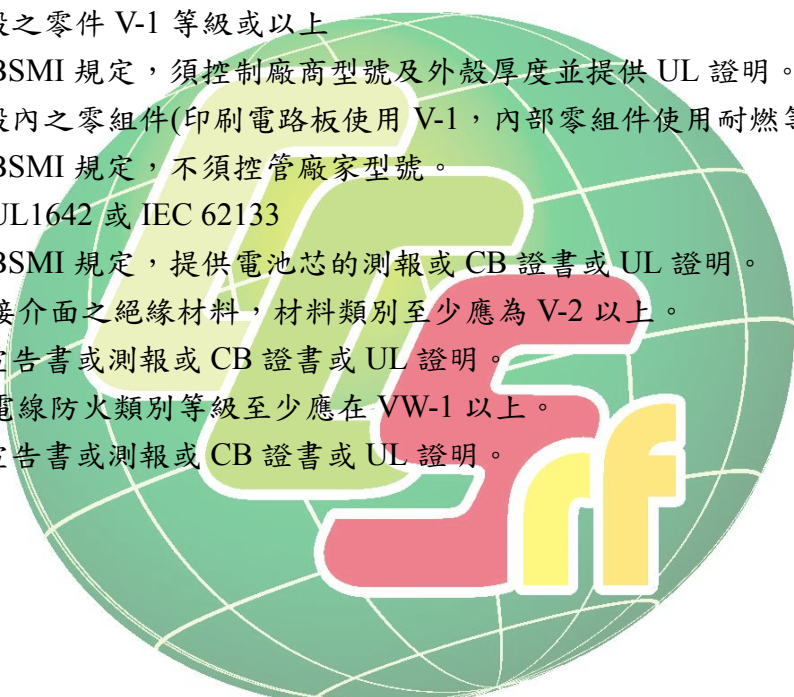 殼之零件 V-1 等級或以上
BSMI 規定，須控制廠商型號及外殼厚度並提供 UL 證明。
殼內之零組件(印刷電路板使用 V-1，內部零組件使用耐燃等
BSMI 規定，不須控管廠家型號。
UL1642 或 IEC 62133
BSMI 規定，提供電池芯的測報或 CB 證書或 UL 證明。
接介面之絕緣材料，材料類別至少應為 V-2 以上。
告書或測報或 CB 證書或 UL 證明。
電線防火類別等級至少應在 VW-1 以上。
告書或測報或 CB 證書或 UL 證明。
CCSrf